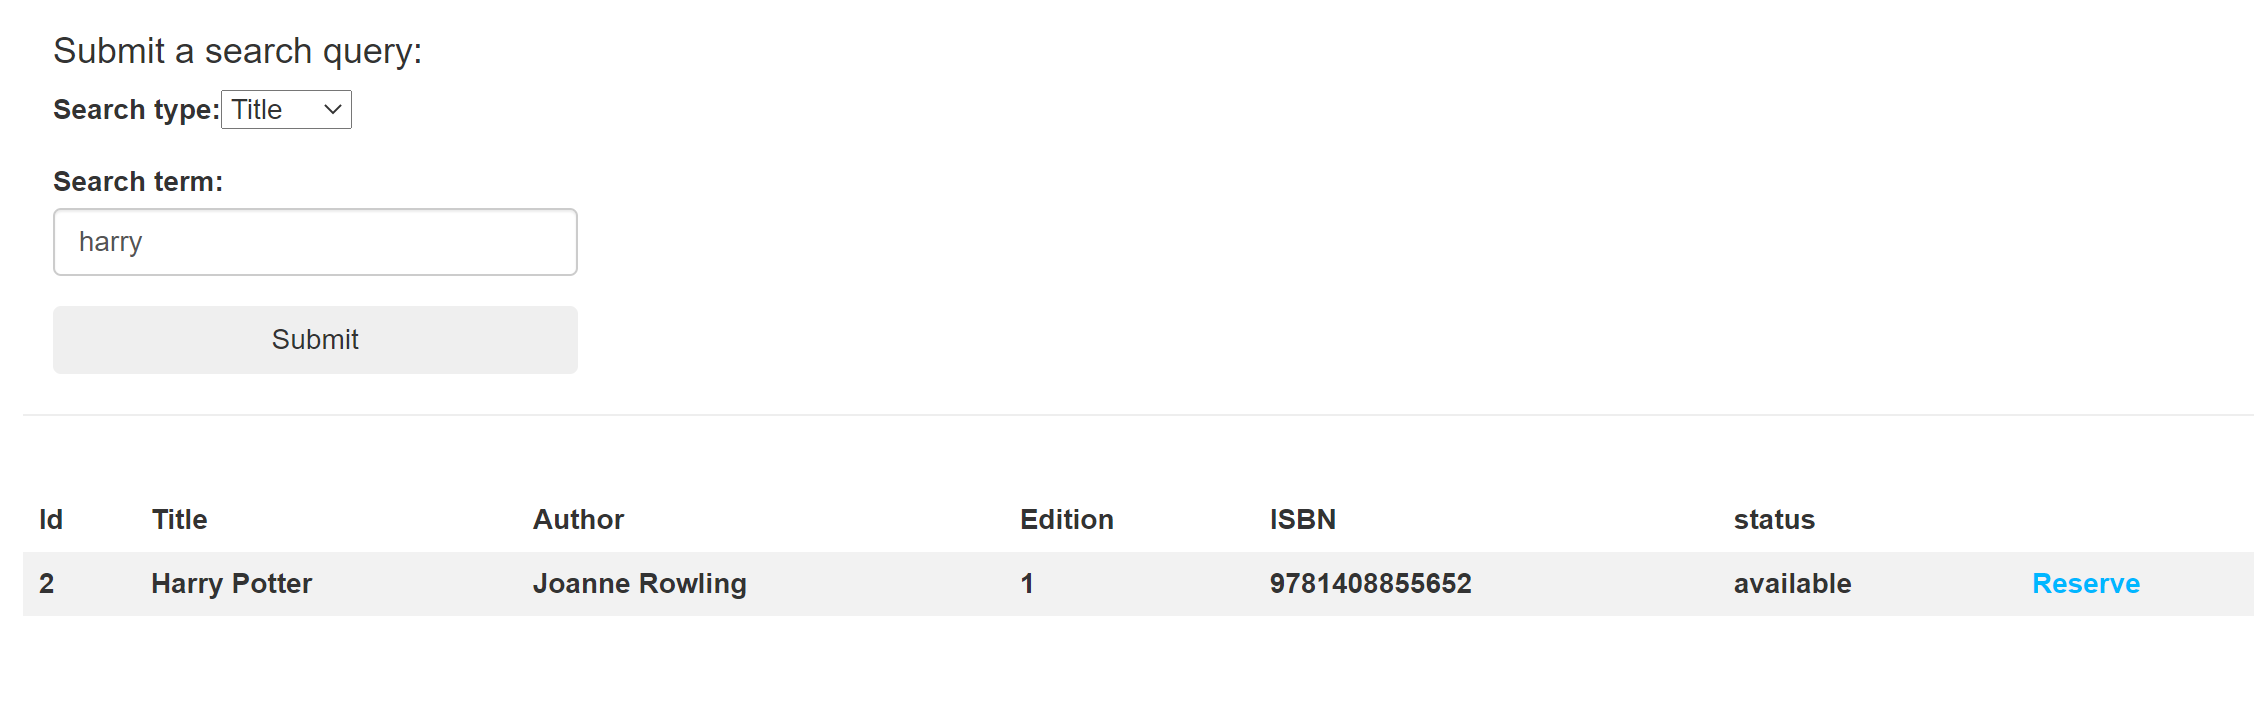 Submit a search query:
Search type: Title
Search term:
harry
Submit
Id Title Author Edition ISBN status
2 Harry Potter Joanne Rowling 1 9781408855652 available Reserve